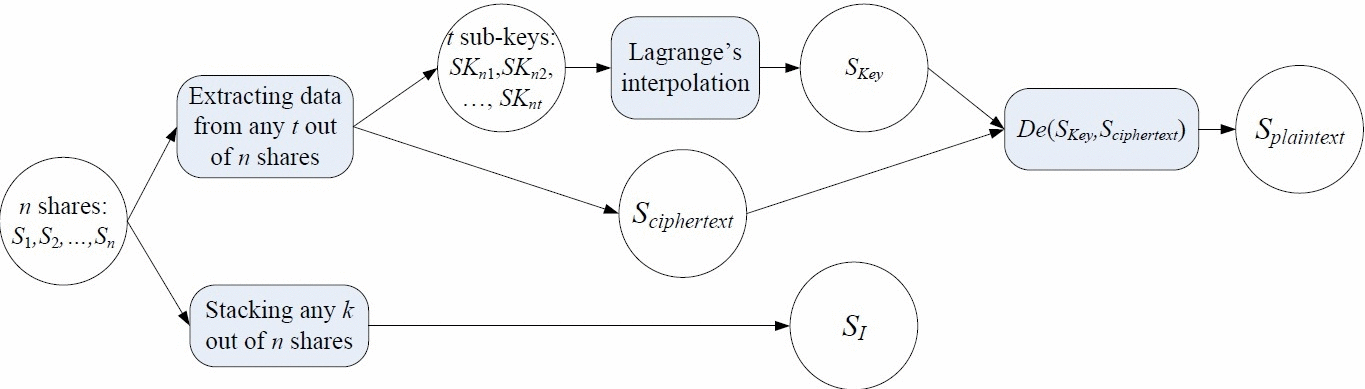 n shares:
S1,S2,...,Sn
Extracting data
from any t out
of n shares
t sub-keys:
SKn1,SKn2,
…, SKnt
Lagrange's
interpolation
SKey
Sciphertext
De(SKey,Sciphertext)
Splaintext
Stacking any k
out of n shares
SI